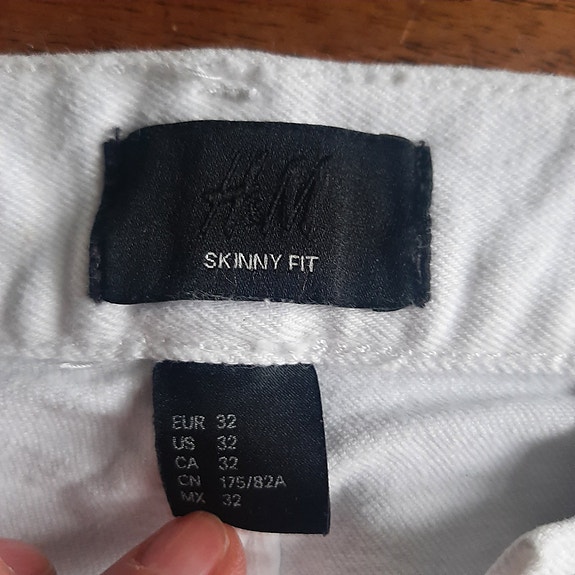 H&M
SKINNY FIT
EUR 32
US 32
CA 32
CN 175/82A
MX 32